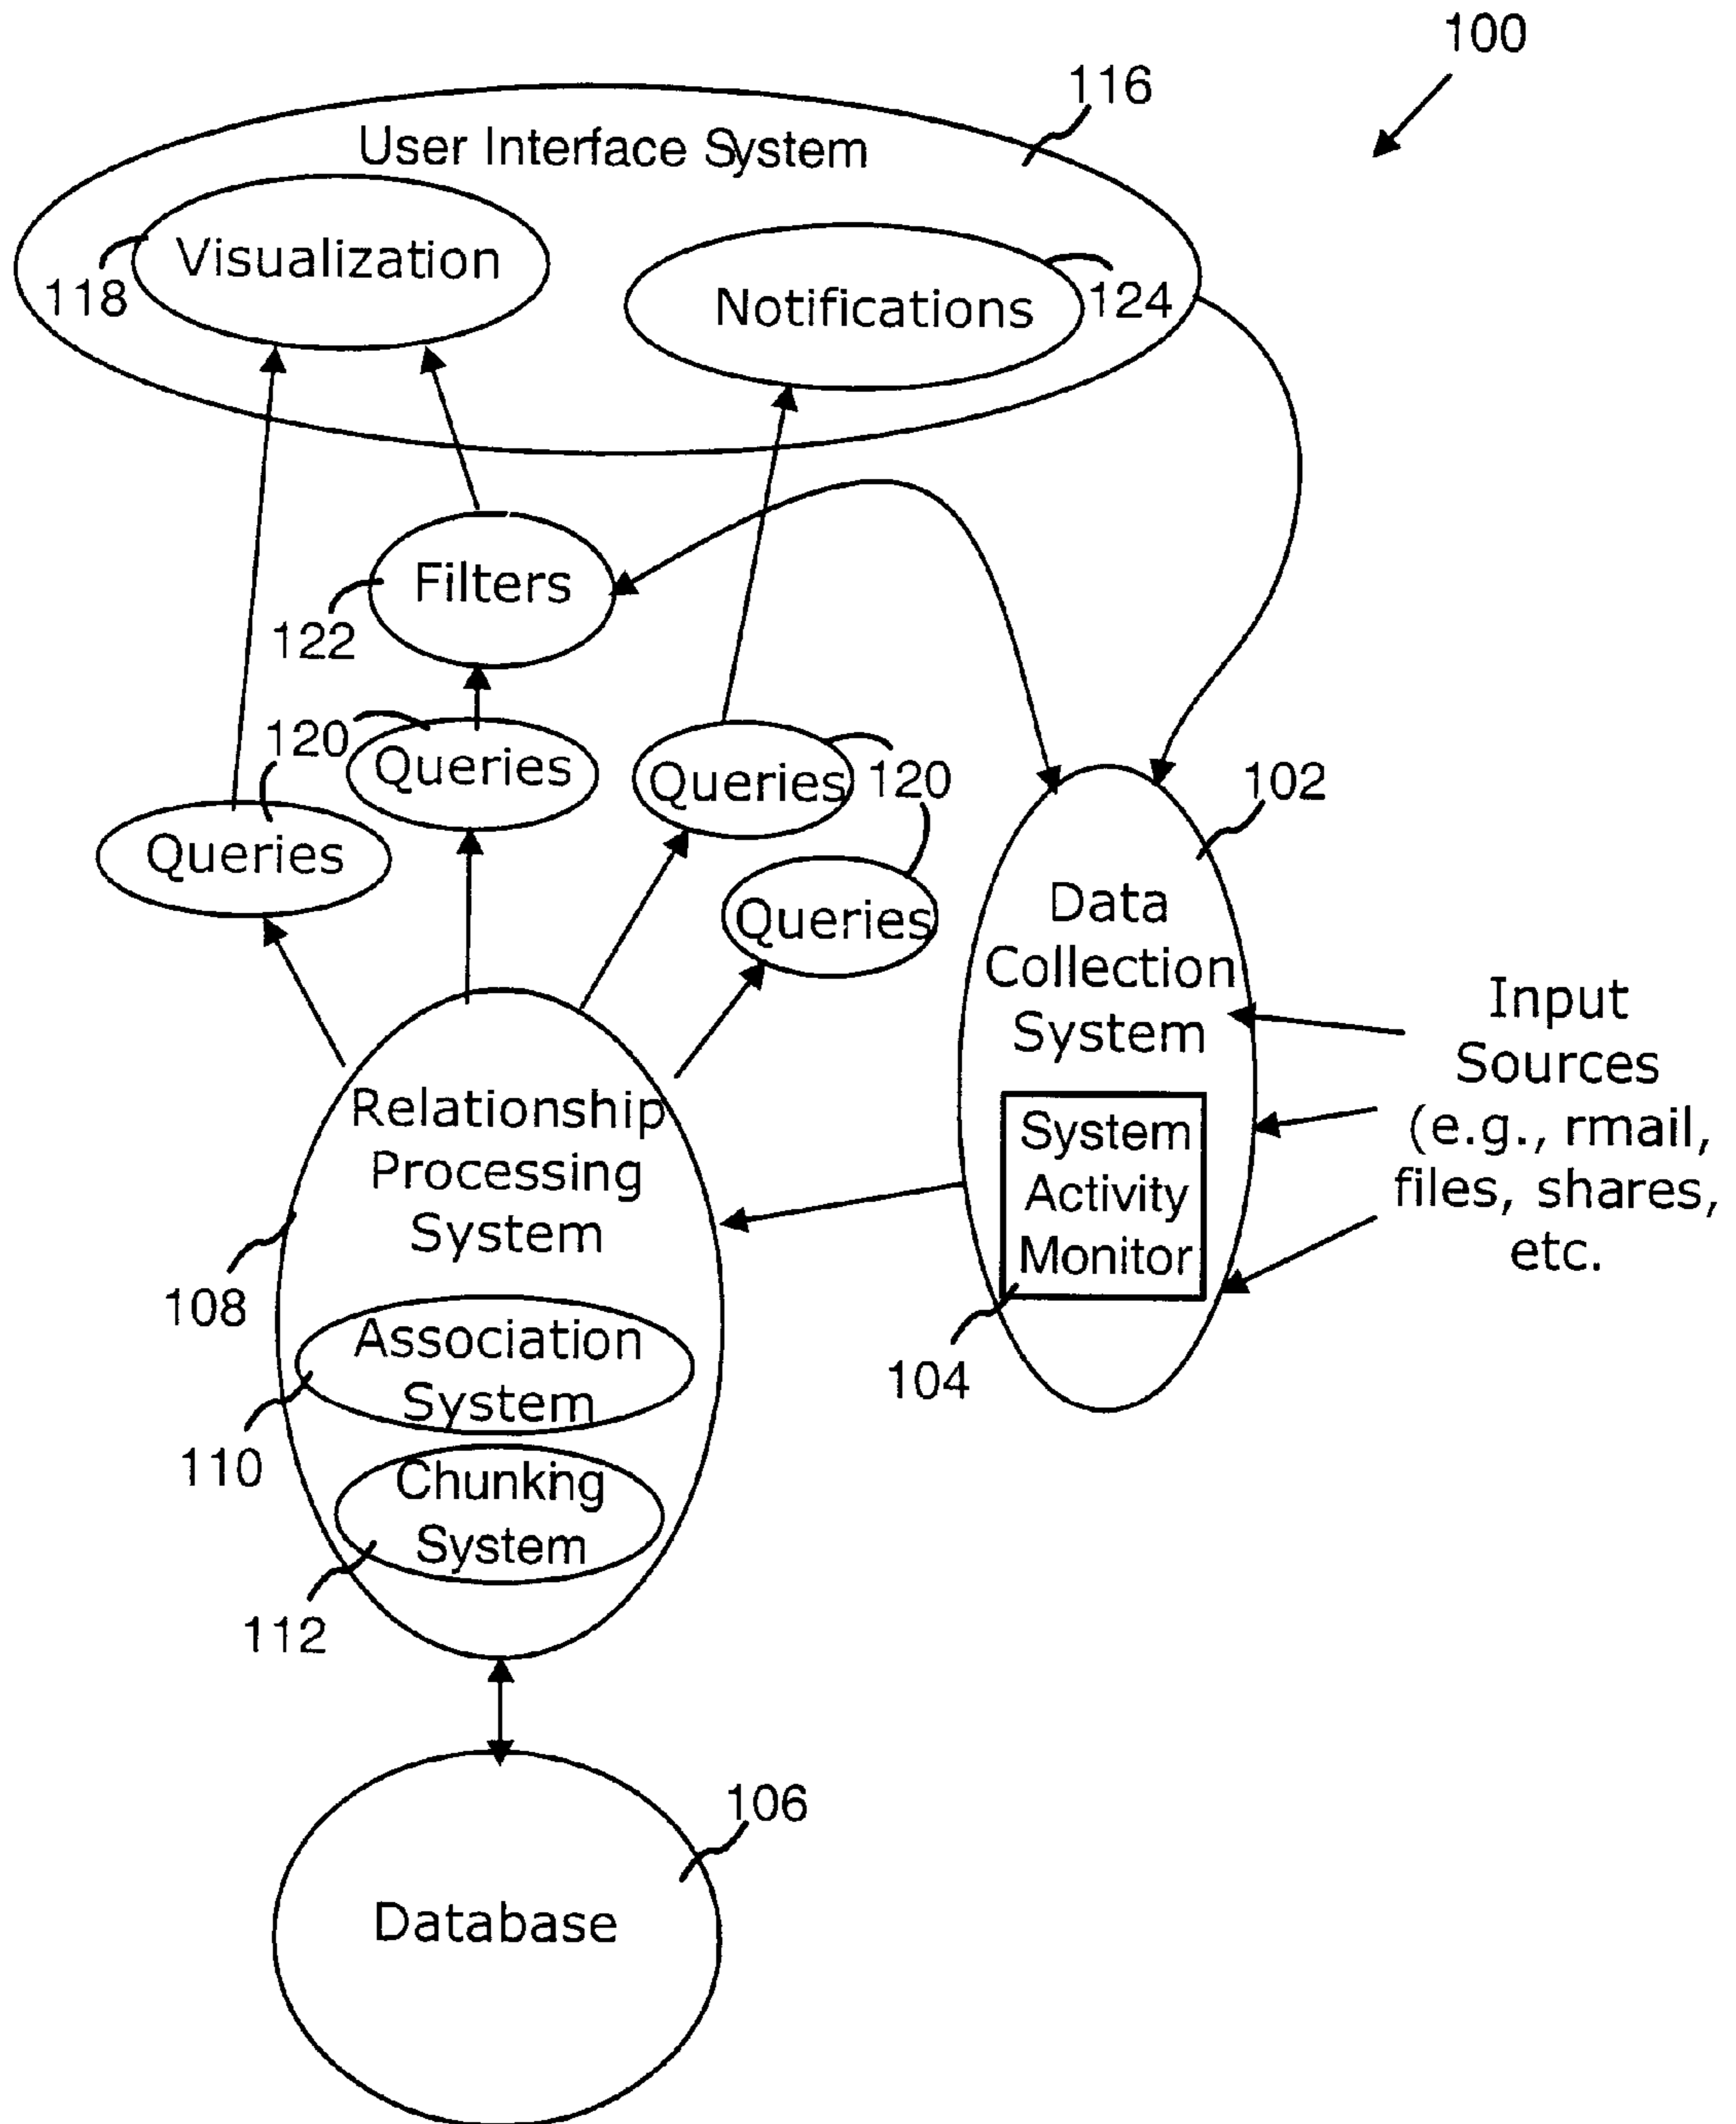 100
116
User Interface System
Visualization
118
Notifications
124
Filters
122
120
Queries
Queries
120
Queries
Queries
102
Data
Collection
System
System
Activity
Monitor
104
Input
Sources
(e.g., rmail,
files, shares,
etc.
Relationship
Processing
System
108
Association
System
110
Chunkng
System
112
106
Database